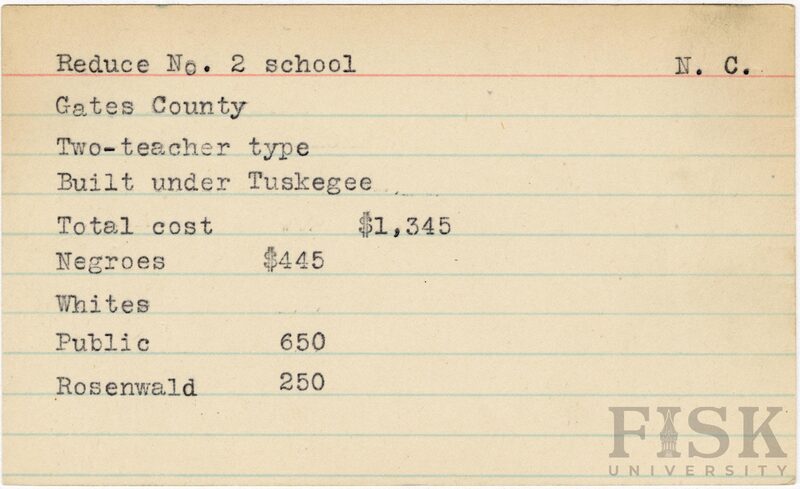 Reduce No. 2 school N. C.
Gates County
Two-teacher type
Built under Tuskegee
Total cost $1,345
Negroes $445
Whites
Public 650
Rosenwald 250
FISK
UNIVERSITY